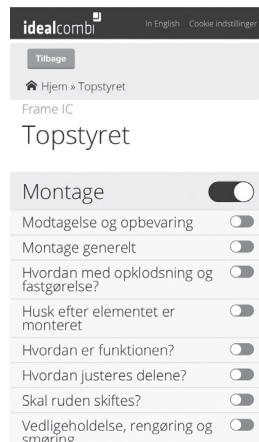 idealcombi
In English Cookie indstillinger
Tilbage
Hjem » Topstyret
Frame IC
Topstyret
Montage
Modtagelse og opbevaring
Montage generelt
Hvordan med opklodsning og
fastgørelse?
Husk efter elementet er
monteret
Hvordan er funktionen?
Hvordan justeres delene?
Skal ruden skiftes?
Vedligeholdelse, rengøring og
smøring